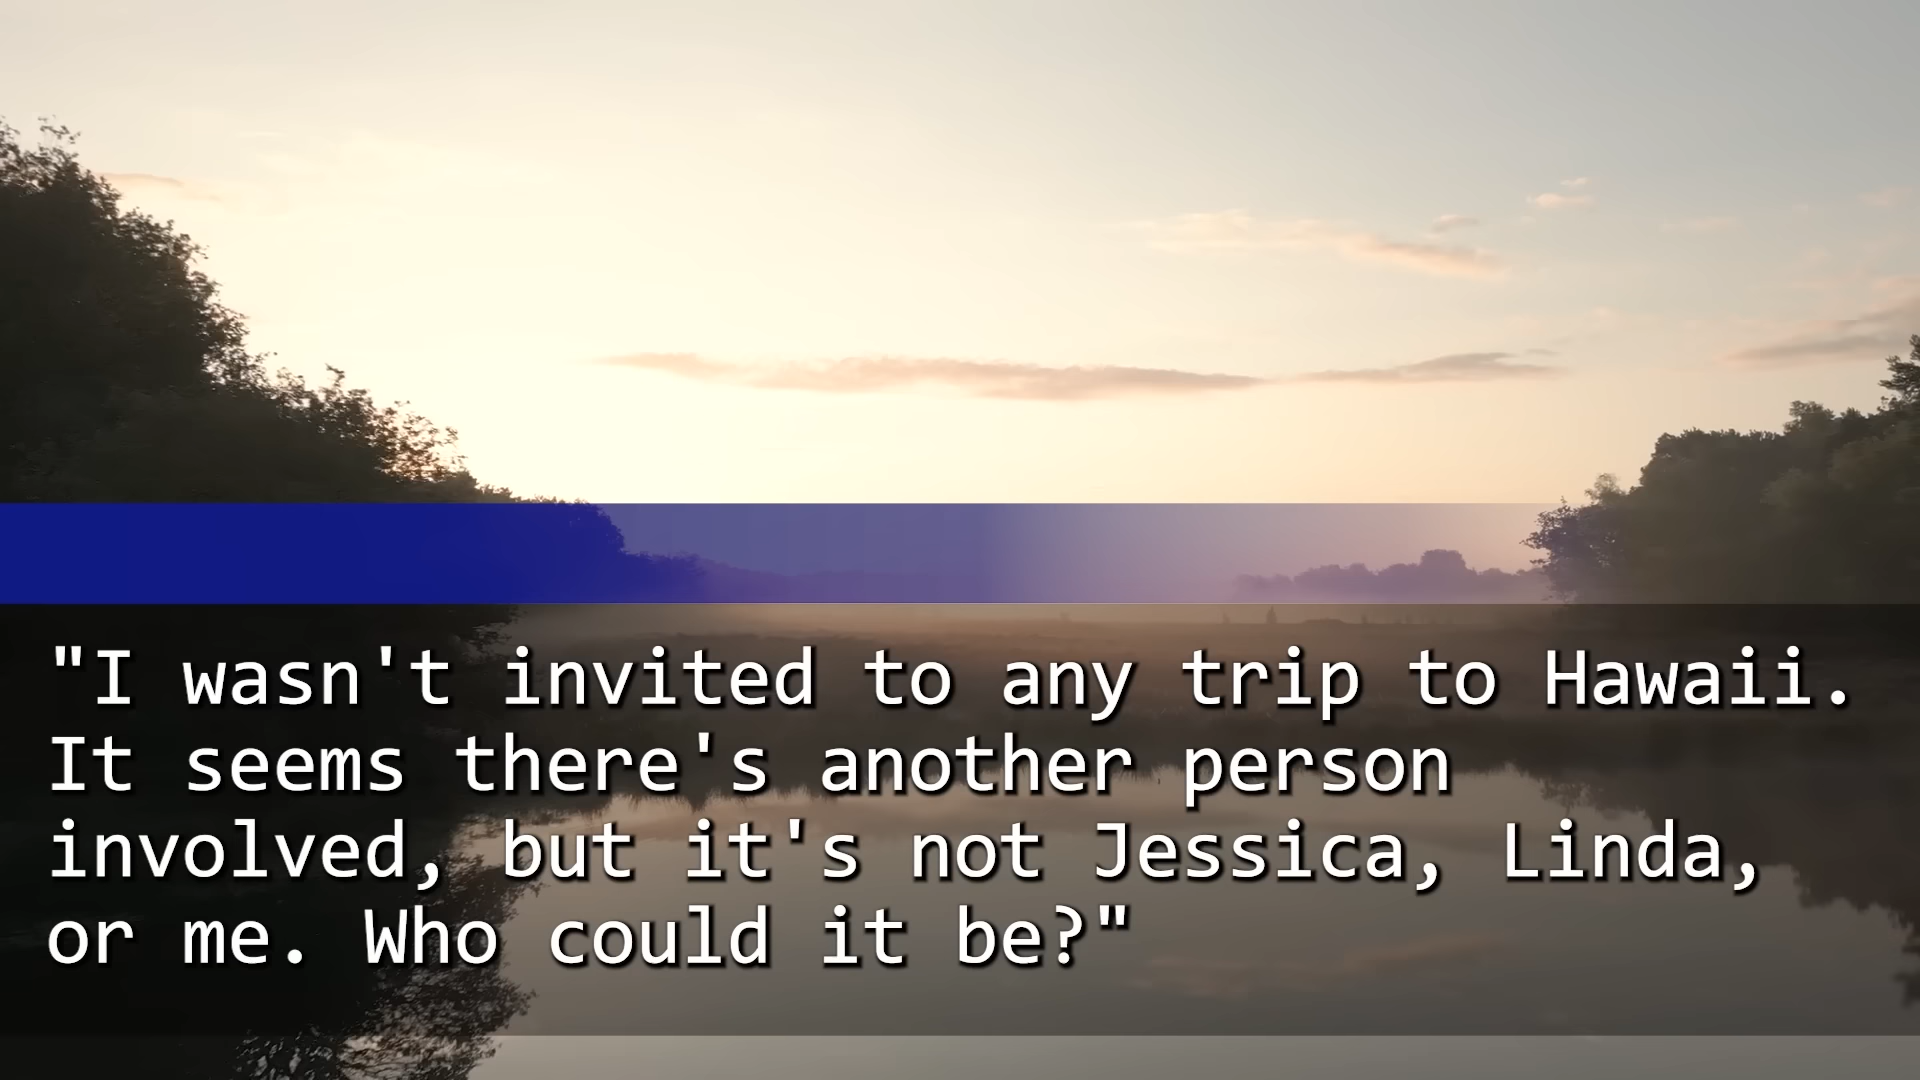 "I wasn't invited to any trip to Hawaii.
It seems there's another person
involved, but it's not Jessica, Linda,
or me. Who could it be?"